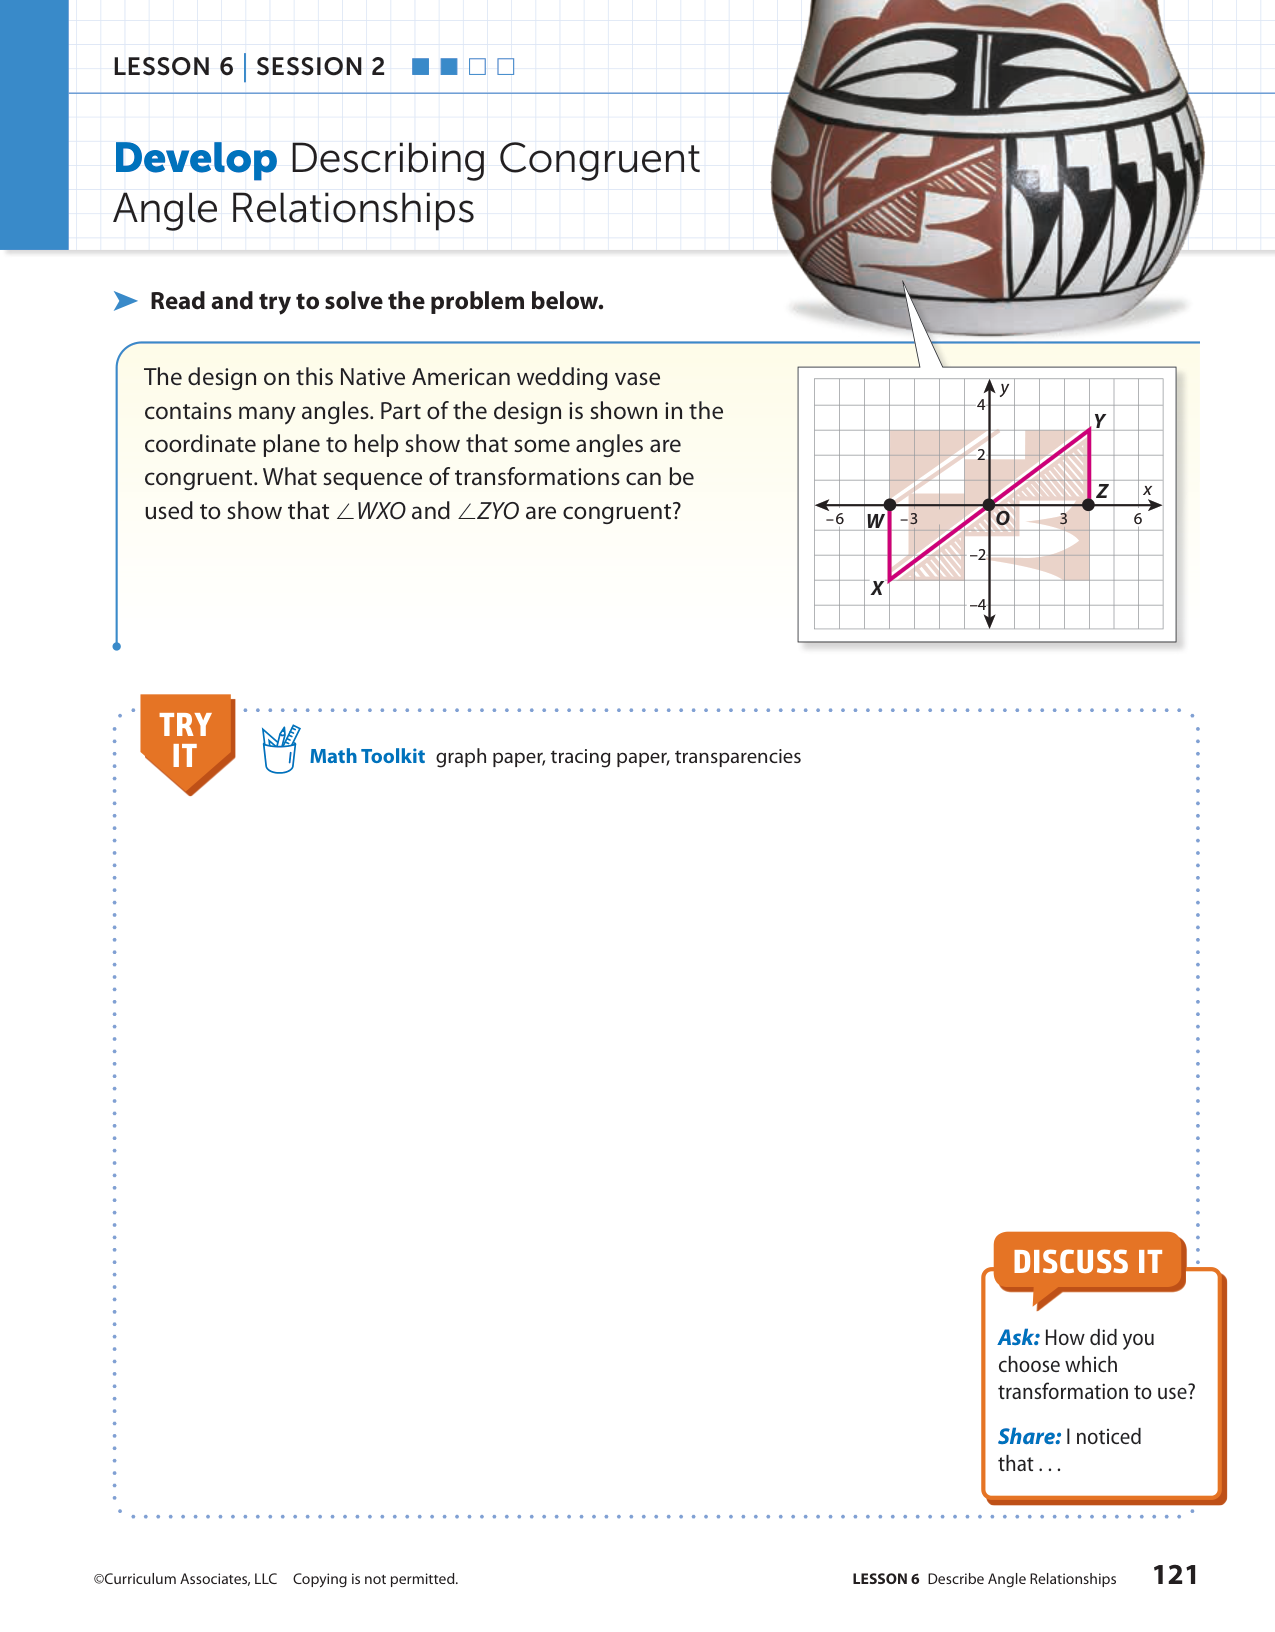 LESSON 6 | SESSION 2
Develop Describing Congruent
Angle Relationships
Read and try to solve the problem below.
The design on this Native American wedding vase
contains many angles. Part of the design is shown in the
coordinate plane to help show that some angles are
congruent. What sequence of transformations can be
used to show that ∠WXO and ∠ZYO are congruent?
y
4
Y
2
Z
x
–6
W
–3
O
3
6
–2
X
–4
TRY
IT
Math Toolkit graph paper, tracing paper, transparencies
DISCUSS IT
Ask: How did you
choose which
transformation to use?
Share: I noticed
that . . .
©Curriculum Associates, LLC Copying is not permitted.
LESSON 6 Describe Angle Relationships 121